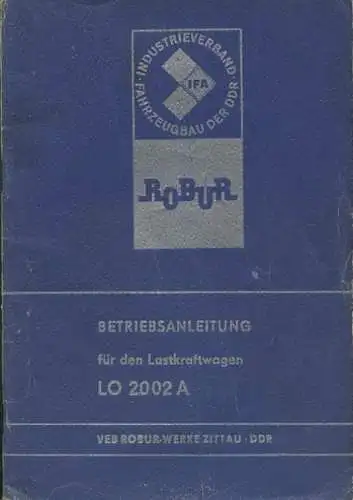 INDUSTRIEVERBAND · FAHRZEUGBAU DER DDR ·
IFA
ROBUR
BETRIEBSANLEITUNG
für den Lastkraftwagen
LO 2002 A
VEB ROBUR-WERKE ZITTAU · DDR